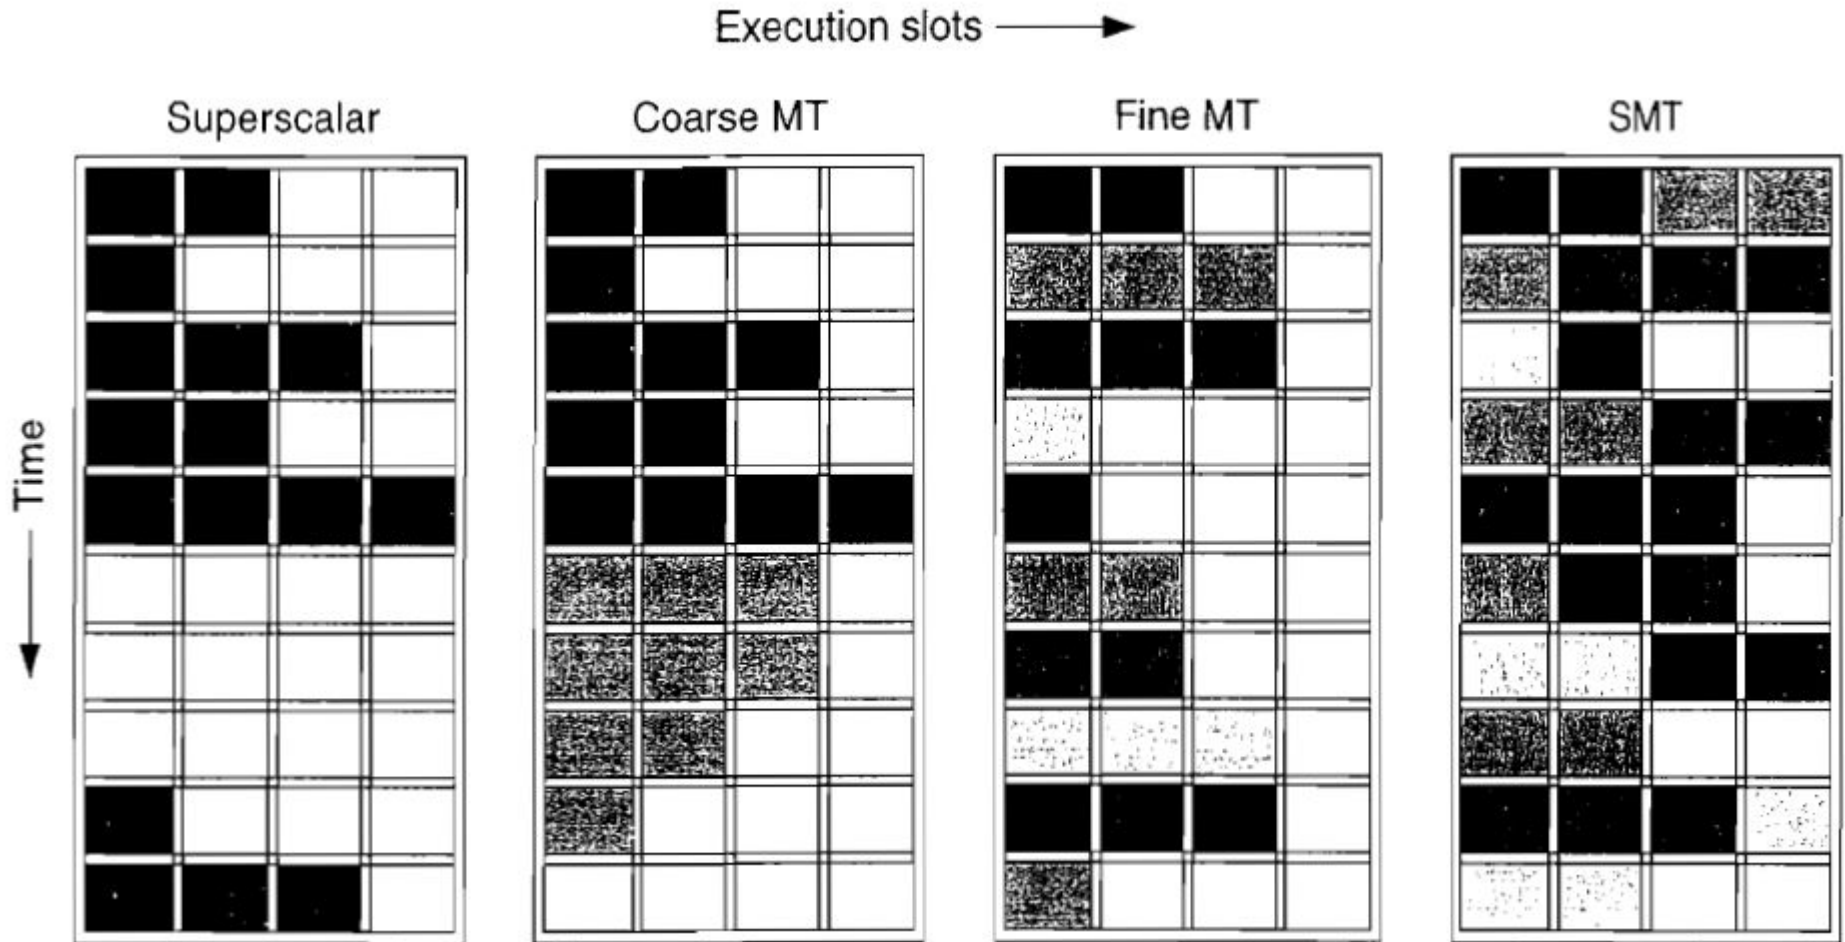 Execution slots
Superscalar
Coarse MT
Fine MT
SMT
Time